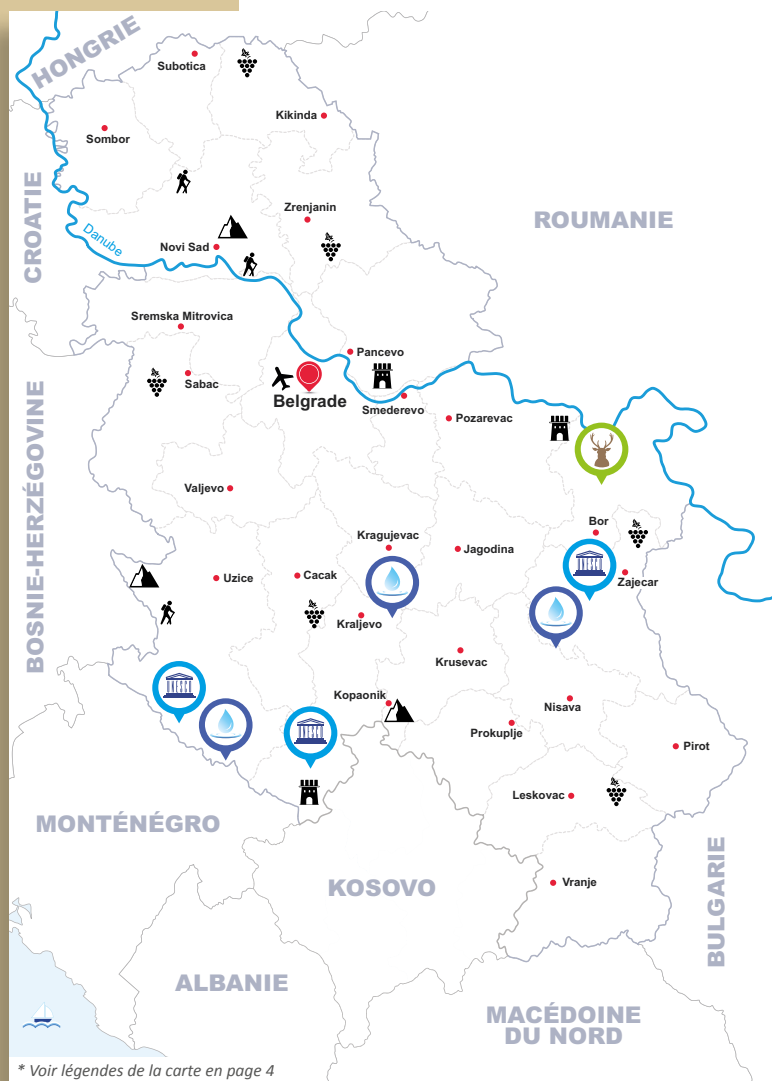 HONGRIE
Subotica
Kikinda
Sombor
CROATIE
Zrenjanin
ROUMANIE
Danube
Novi Sad
Sremska Mitrovica
Pancevo
Sabac
Belgrade
Smederevo
Pozarevac
BOSNIE-HERZÉGOVINE
Valjevo
Bor
Kragujevac
Jagodina
Uzice
Cacak
Zajecar
Kraljevo
Krusevac
Kopaonik
Nisava
Prokuplje
Pirot
Leskovac
MONTÉNÉGRO
KOSOVO
Vranje
BULGARIE
ALBANIE
MACÉDOINE
DU NORD
* Voir légendes de la carte en page 4